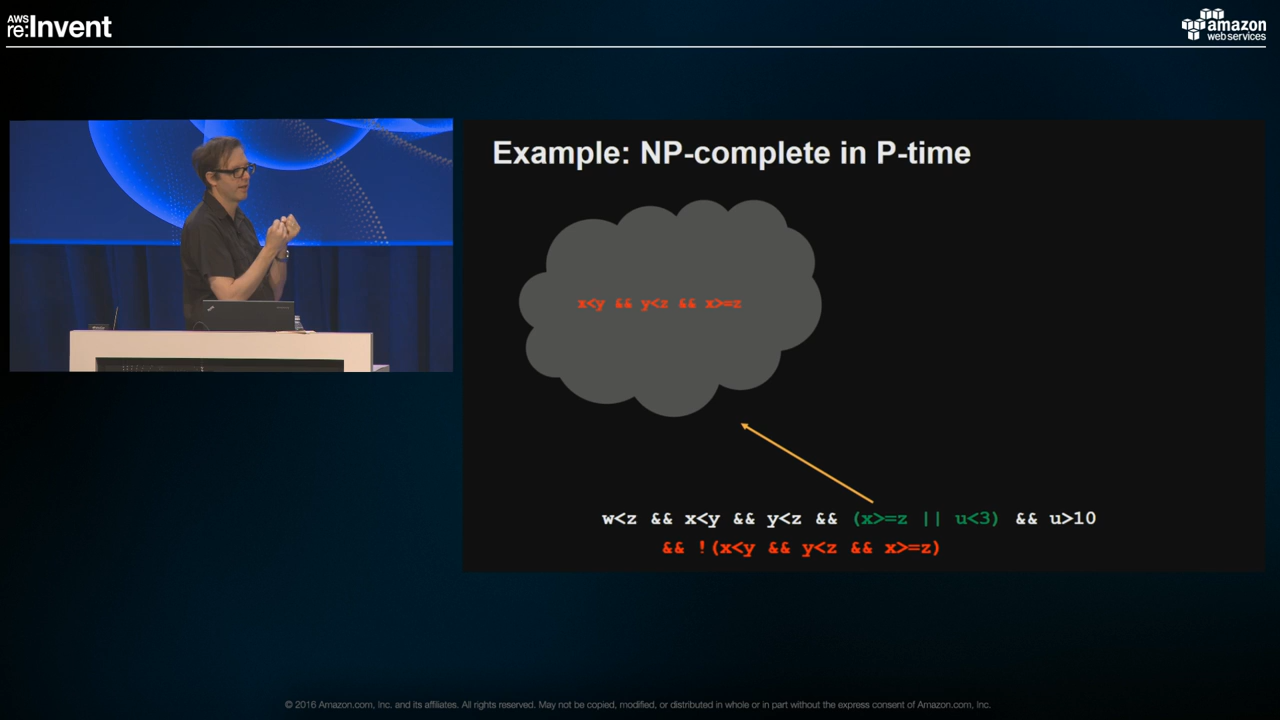 AWS
re:Invent
amazon
web services
Example: NP-complete in P-time
x<y && y<z && x>=z
w<z && x<y && y<z && (x>=z || u<3) && u>10
&& !(x<y && y<z && x>=z)
© 2016 Amazon.com, Inc. and its affiliates. All rights reserved. May not be copied, modified, or distributed in whole or in part without the express consent of Amazon.com, Inc.